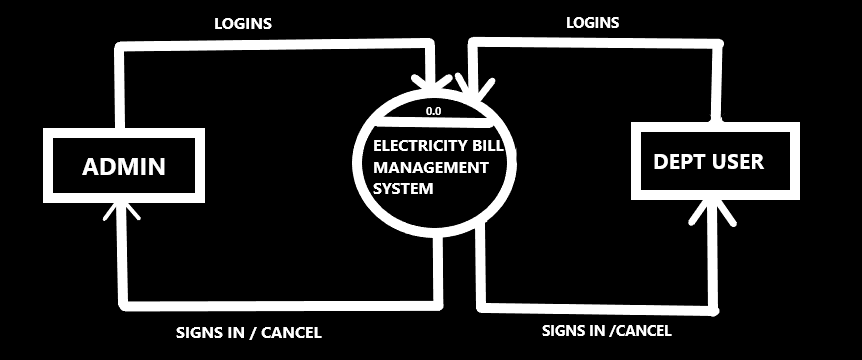 LOGINS
LOGINS
0.0
ELECTRICITY BILL
MANAGEMENT
SYSTEM
ADMIN
DEPT USER
SIGNS IN / CANCEL
SIGNS IN /CANCEL